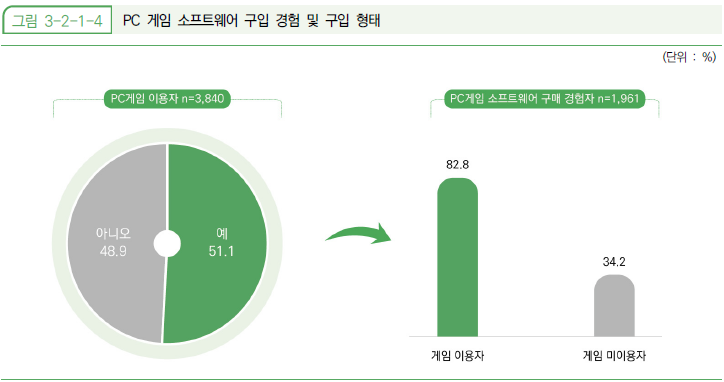 그림 3-2-1-4 PC 게임 소프트웨어 구입 경험 및 구입 형태
(단위 : %)
PC게임 이용자 n=3,840
아니오
48.9
예
51.1
PC게임 소프트웨어 구매 경험자 n=1,961
82.8
34.2
게임 이용자
게임 미이용자